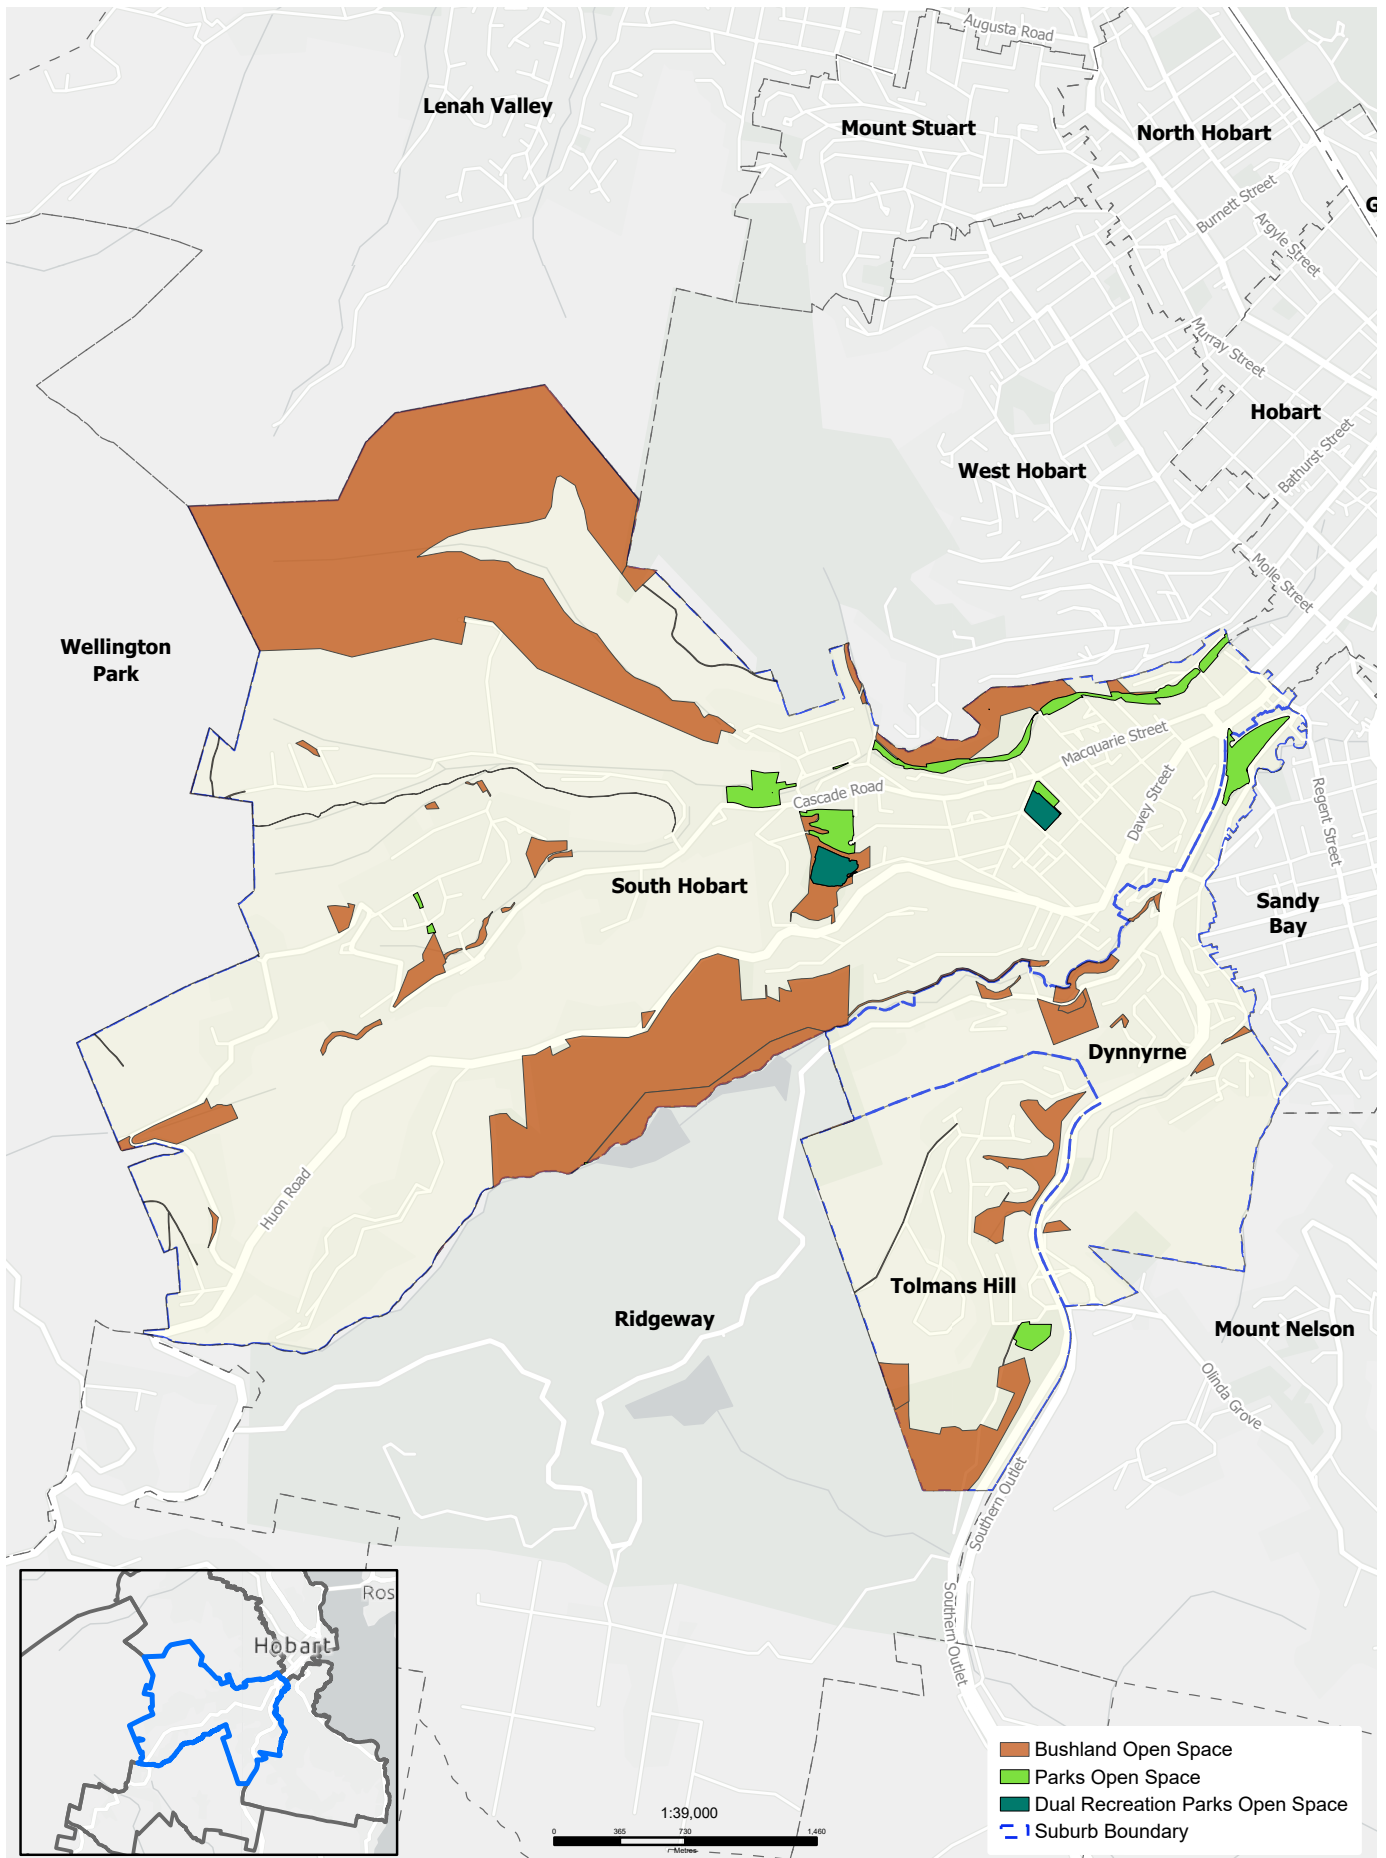 Augusta Road
Lenah Valley
Mount Stuart
North Hobart
Burnett Street
G
Argyle Street
Murray Street
Hobart
Bathurst Street
West Hobart
Molle Street
Wellington
Park
Macquarie Street
Cascade Road
Davey Street
Regent Street
South Hobart
Sandy
Bay
Dynnyrne
Huon Road
Tolmans Hill
Ridgeway
Mount Nelson
Olinda Grove
Southern Outlet
Southern Outlet
Ros
Hobart
Bushland Open Space
Parks Open Space
Dual Recreation Parks Open Space
Suburb Boundary
1:39,000
0 365 730 1,460
Metres